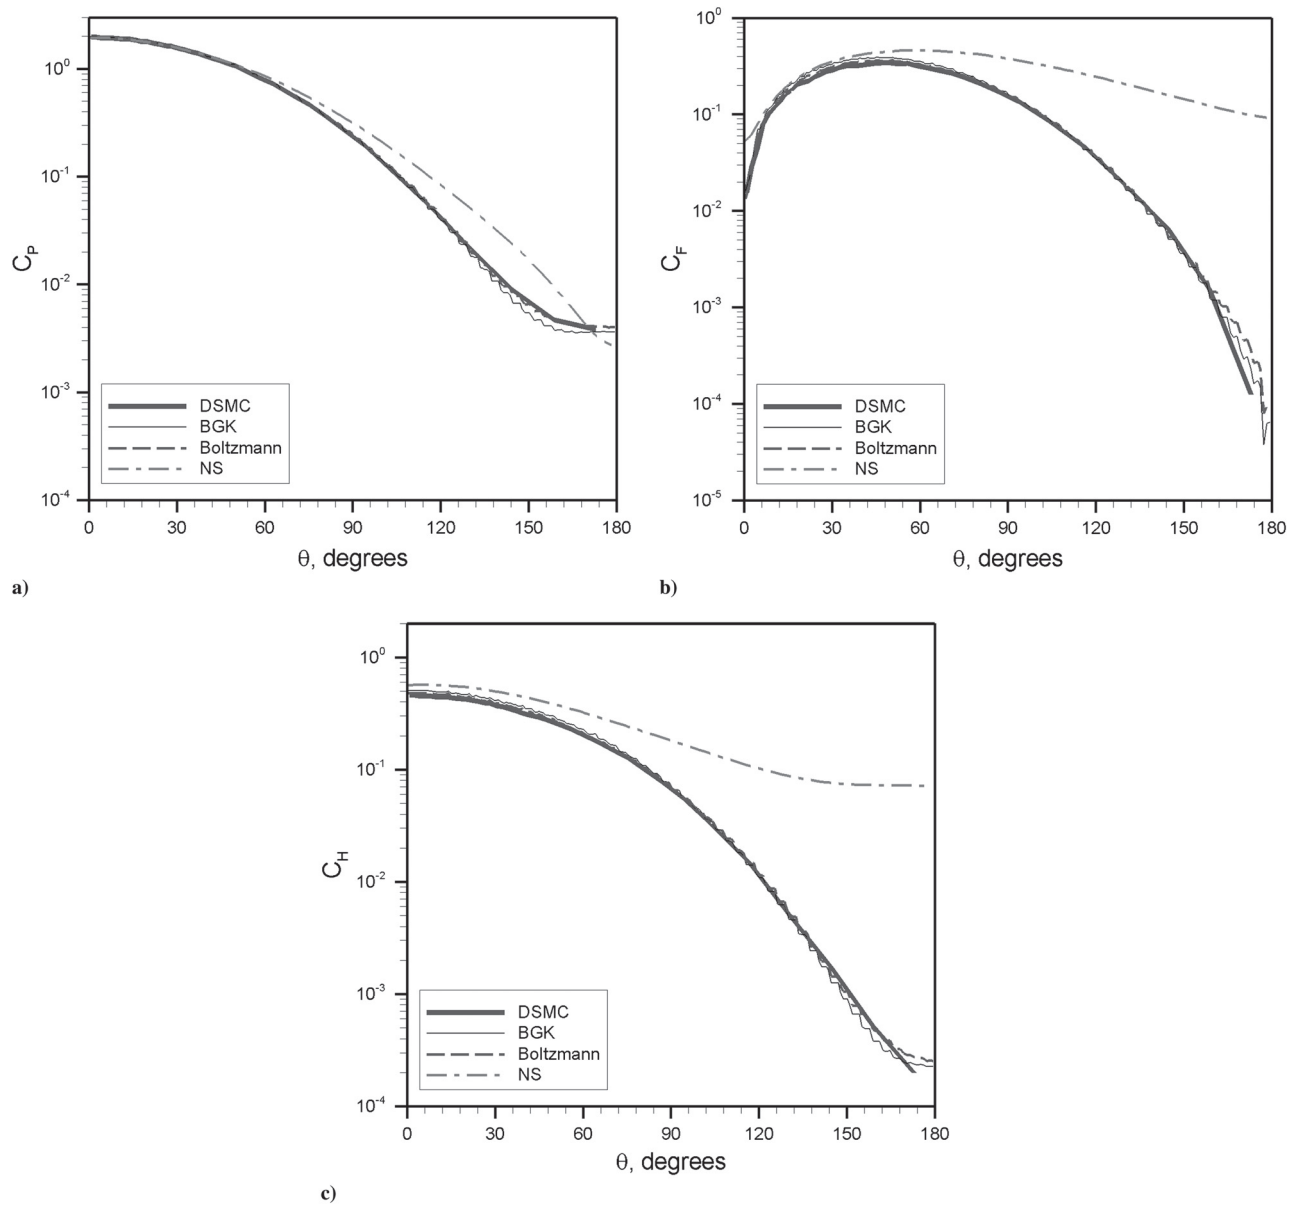 10^0
10^-1
C_P
10^-2
10^-3
10^-4
DSMC
BGK
Boltzmann
NS
0 30 60 90 120 150 180
θ, degrees
a)
10^0
10^-1
10^-2
C_F
10^-3
10^-4
10^-5
DSMC
BGK
Boltzmann
NS
0 30 60 90 120 150 180
θ, degrees
b)
10^0
10^-1
C_H
10^-2
10^-3
10^-4
DSMC
BGK
Boltzmann
NS
0 30 60 90 120 150 180
θ, degrees
c)